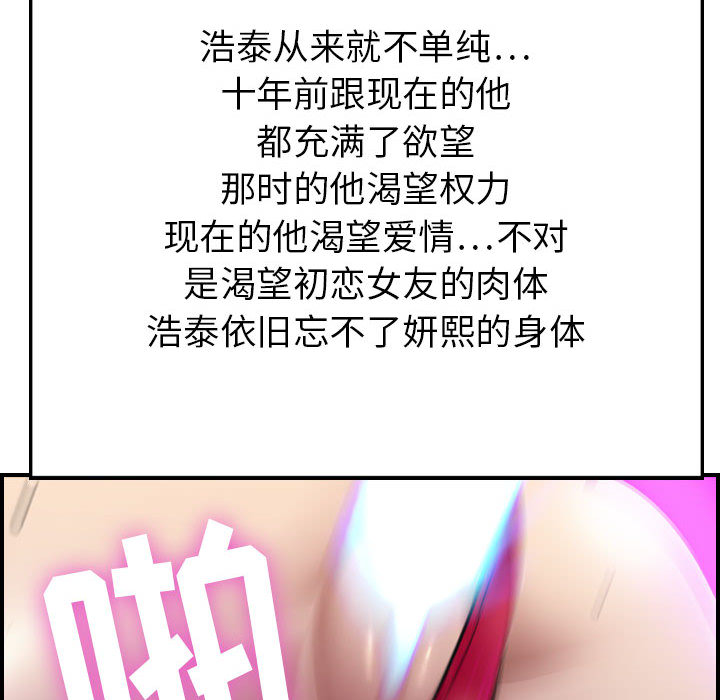 浩泰从来就不单纯...
十年前跟现在的他
都充满了欲望
那时的他渴望权力
现在的他渴望爱情...不对
是渴望初恋女友的肉体
浩泰依旧忘不了妍熙的身体
啪